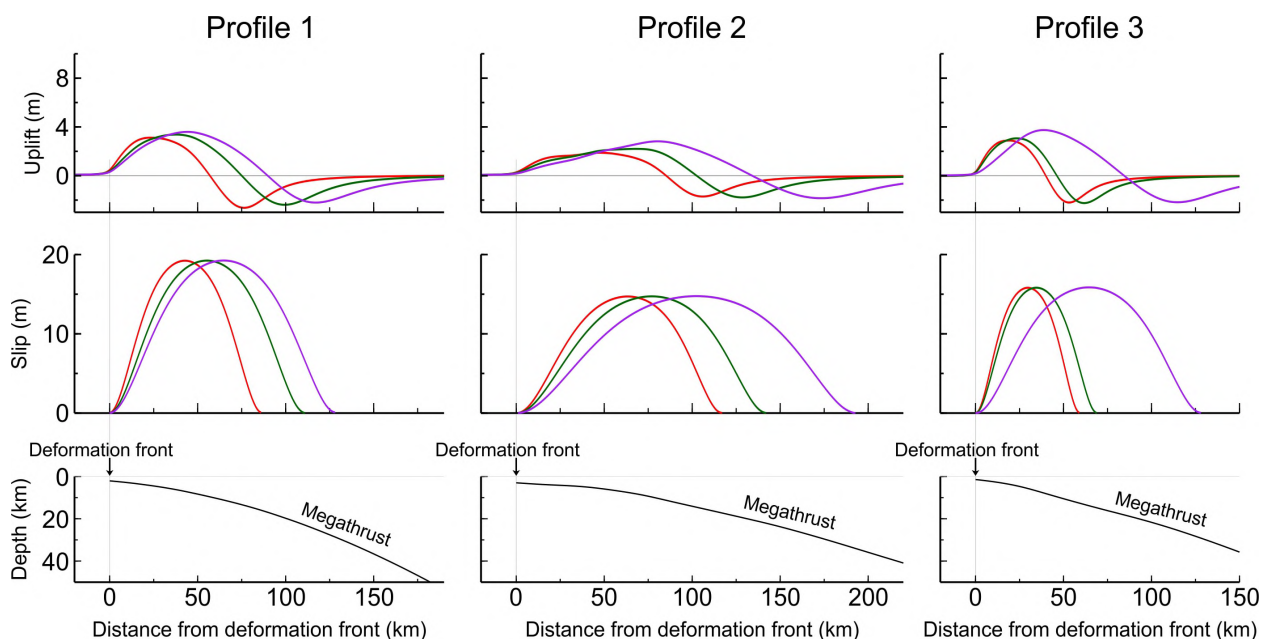 Profile 1 Profile 2 Profile 3
8
4
0
Uplift (m)
20
10
0
Slip (m)
Deformation front Deformation front Deformation front
0
20
40
Depth (km)
Megathrust Megathrust Megathrust
0 50 100 150 0 50 100 150 200 0 50 100 150
Distance from deformation front (km) Distance from deformation front (km) Distance from deformation front (km)